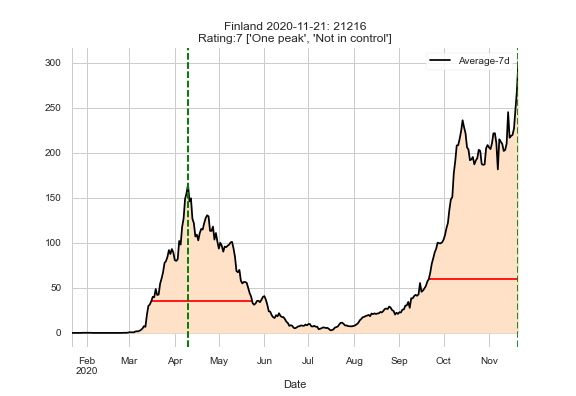 Finland 2020-11-21: 21216
Rating:7 ['One peak', 'Not in control']
Average-7d
300
250
200
150
100
50
0
Feb Mar Apr May Jun Jul Aug Sep Oct Nov
2020
Date